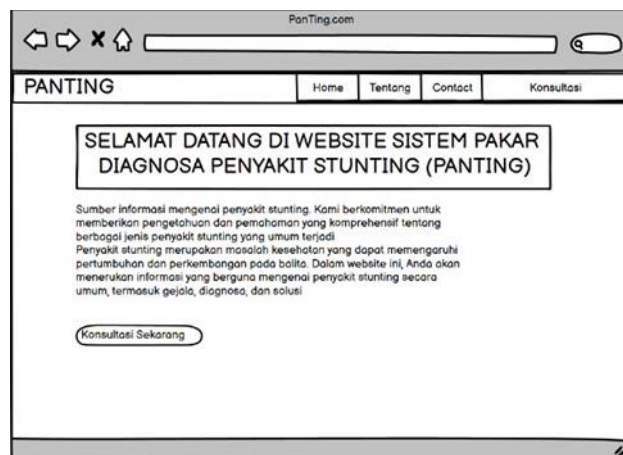 PanTing.com
PANTING
Home
Tentang
Contact
Konsultasi
SELAMAT DATANG DI WEBSITE SISTEM PAKAR
DIAGNOSA PENYAKIT STUNTING (PANTING)
Sumber informasi mengenai penyakit stunting. Kami berkomitmen untuk
memberikan pengetahuan dan pemahaman yang komprehensif tentang
berbagai jenis penyakit stunting yang umum terjadi
Penyakit stunting merupakan masalah kesehatan yang dapat memengaruhi
pertumbuhan dan perkembangan pada balita. Dalam website ini, Anda akan
menerukan informasi yang berguna mengenai penyakit stunting secara
umum, termasuk gejala, diagnosa, dan solusi
Konsultasi Sekarang